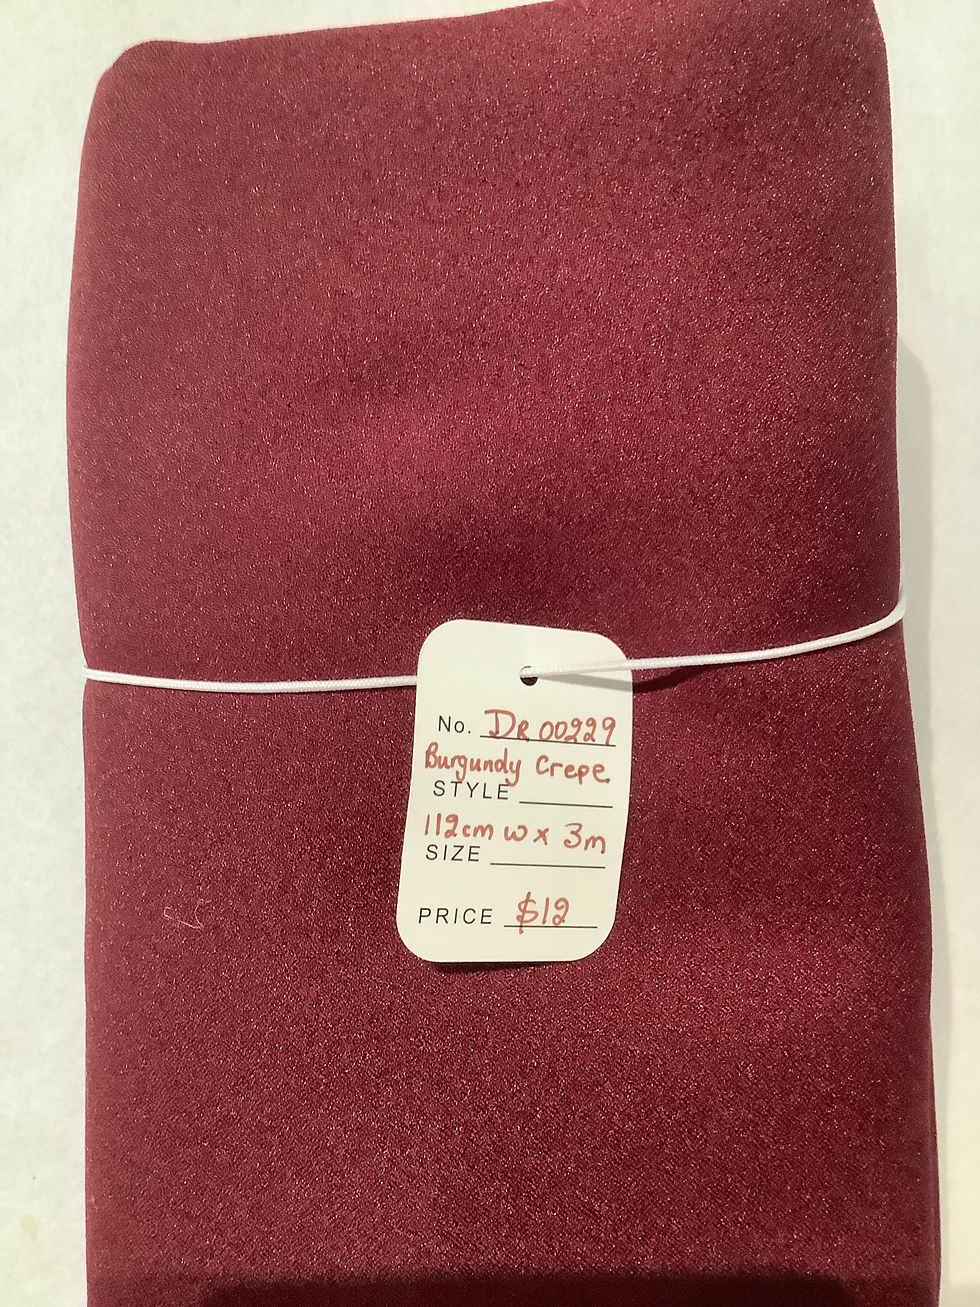 No. DR 00229
Burgundy Crepe
STYLE
112cm w x 3m
SIZE
PRICE $12